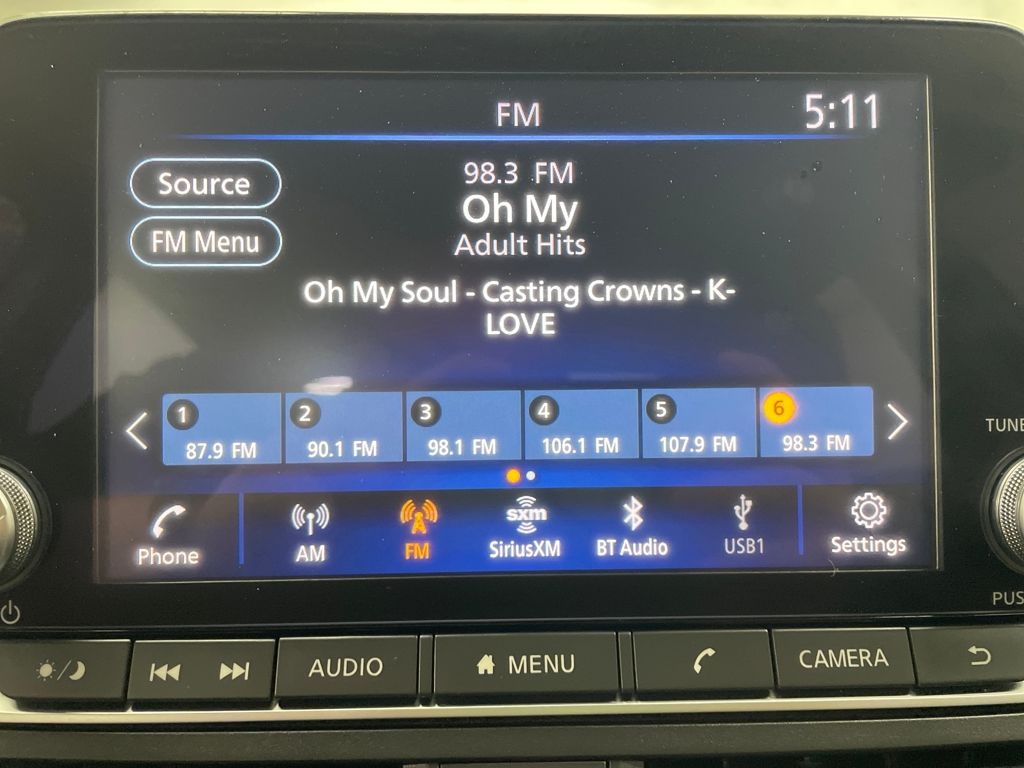 FM
5:11
Source
98.3 FM
Oh My
FM Menu
Adult Hits
Oh My Soul - Casting Crowns - K-
LOVE
1
2
3
4
5
6
87.9 FM
90.1 FM
98.1 FM
106.1 FM
107.9 FM
98.3 FM
TUNE
Phone
AM
FM
sxm
SiriusXM
BT Audio
USB1
Settings
PUS
AUDIO
MENU
CAMERA